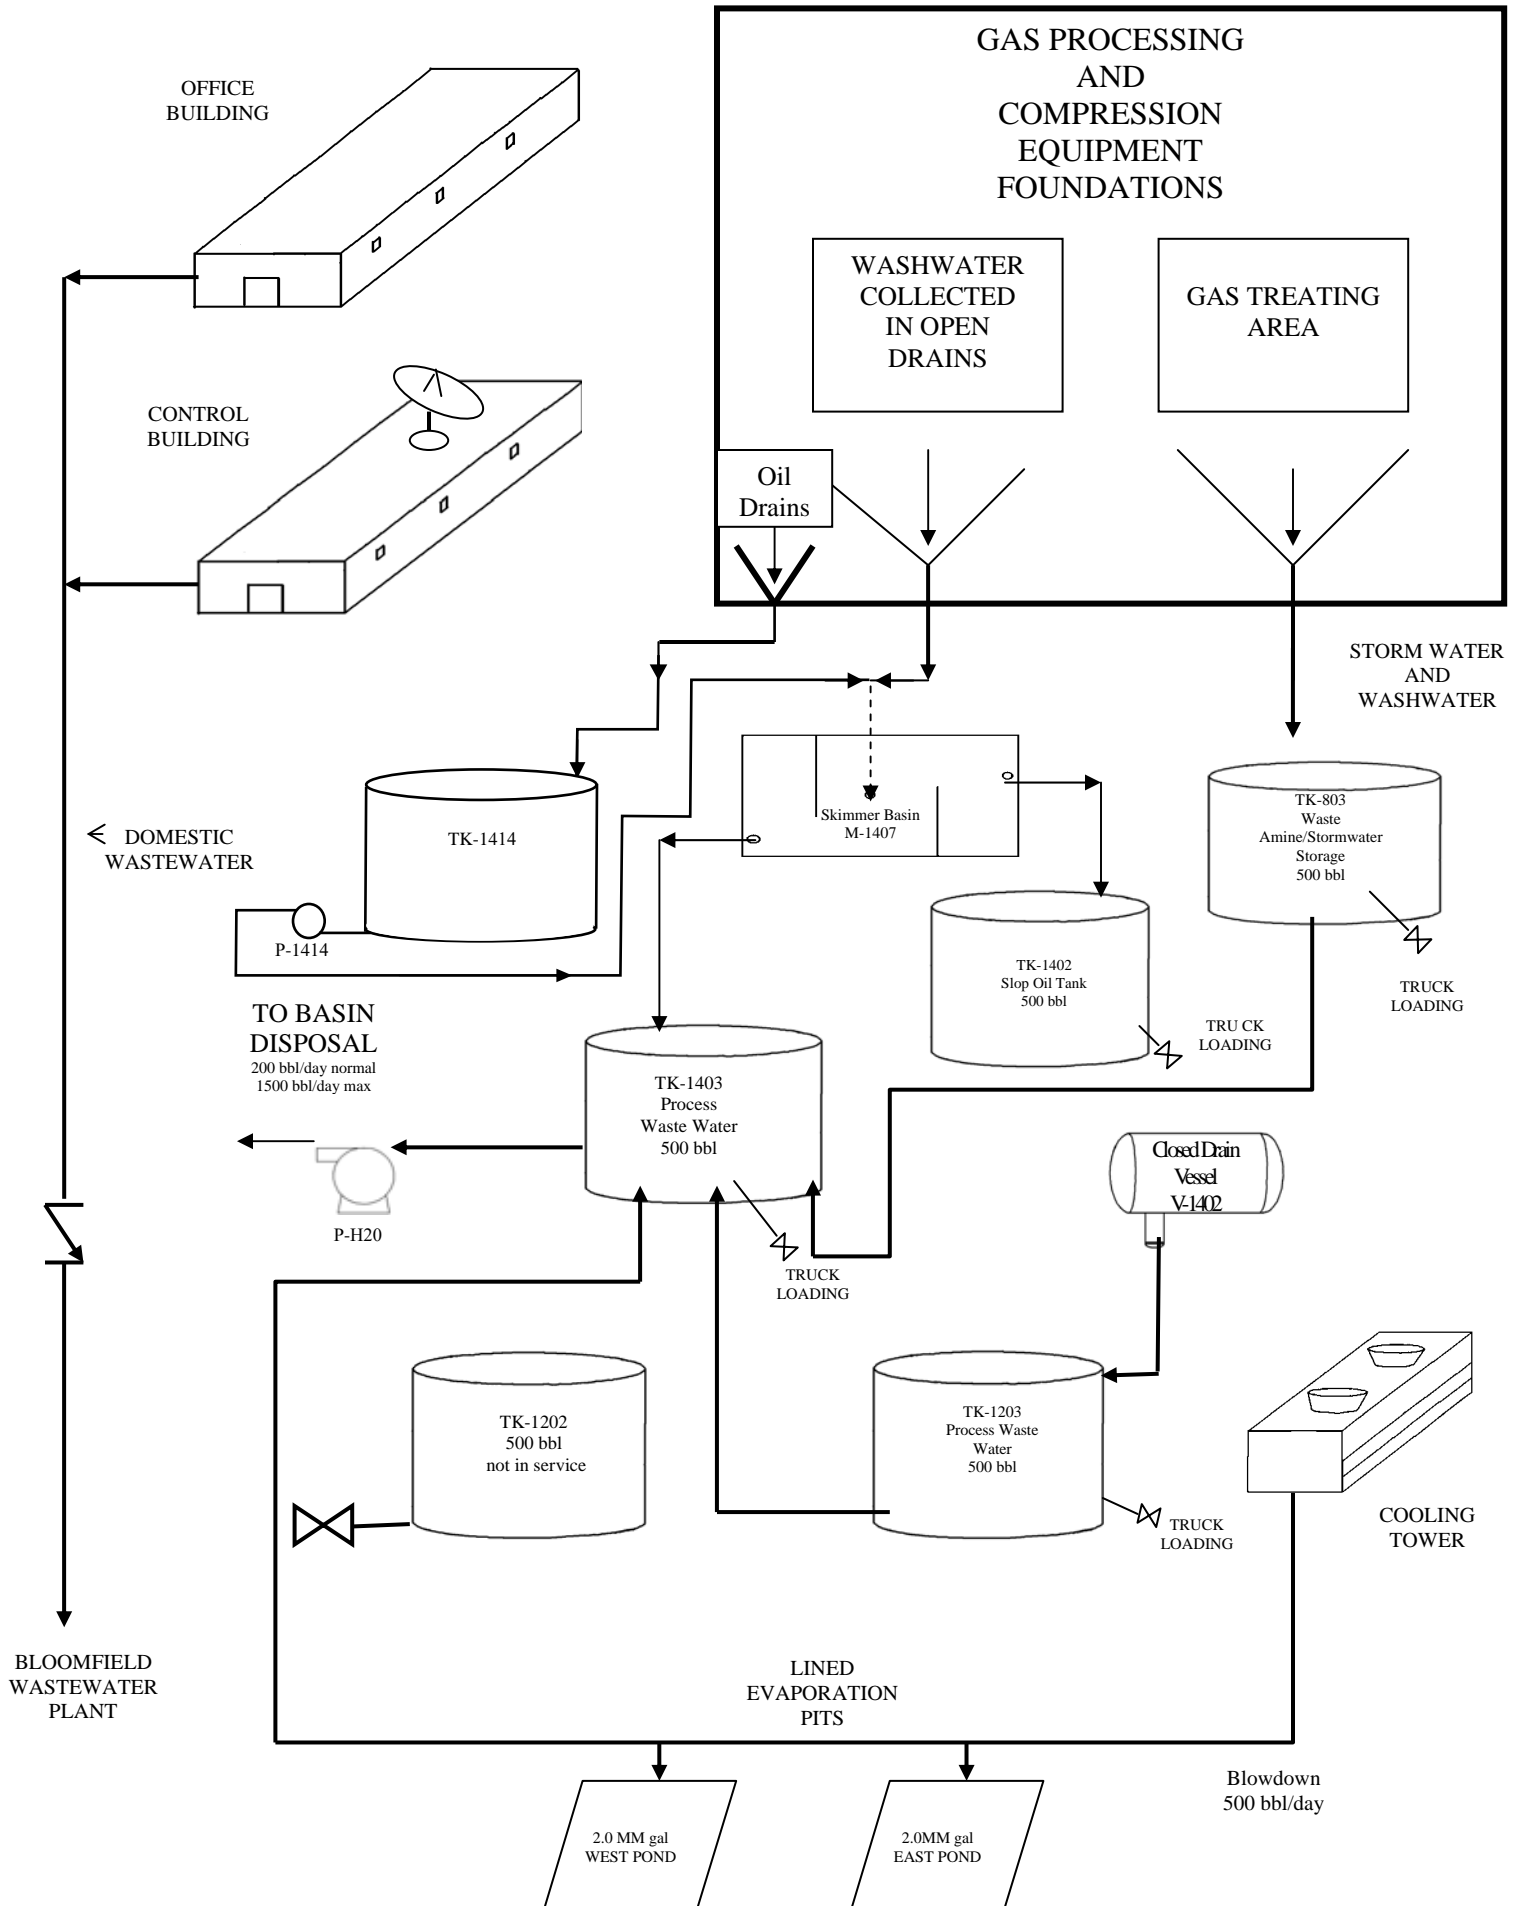 GAS PROCESSING
AND
COMPRESSION
EQUIPMENT
FOUNDATIONS
OFFICE
BUILDING
WASHWATER
COLLECTED
IN OPEN
DRAINS
GAS TREATING
AREA
CONTROL
BUILDING
Oil
Drains
STORM WATER
AND
WASHWATER
DOMESTIC
WASTEWATER
TK-1414
P-1414
Skimmer Basin
M-1407
TK-803
Waste
Amine/Stormwater
Storage
500 bbl
TRUCK
LOADING
TK-1402
Slop Oil Tank
500 bbl
TRU CK
LOADING
TO BASIN
DISPOSAL
200 bbl/day normal
1500 bbl/day max
P-H20
TK-1403
Process
Waste Water
500 bbl
TRUCK
LOADING
Closed Drain
Vessel
V-1402
TK-1202
500 bbl
not in service
TK-1203
Process Waste
Water
500 bbl
TRUCK
LOADING
COOLING
TOWER
BLOOMFIELD
WASTEWATER
PLANT
LINED
EVAPORATION
PITS
Blowdown
500 bbl/day
2.0 MM gal
WEST POND
2.0MM gal
EAST POND